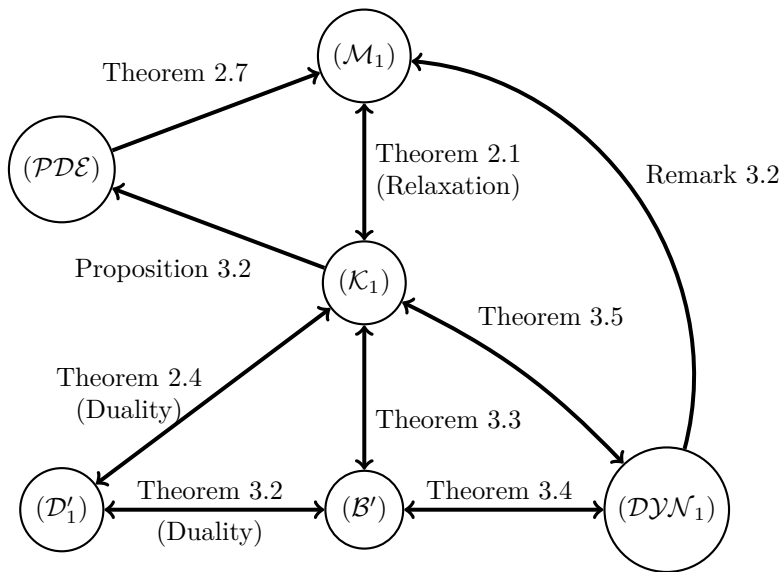 (𝓜₁)
Theorem 2.7
Theorem 2.1
(Relaxation)
(𝓟𝓓𝓔)
Remark 3.2
Proposition 3.2
(𝓚₁)
Theorem 3.5
Theorem 2.4
(Duality)
Theorem 3.3
Theorem 3.2
Theorem 3.4
(𝓓′₁)
(𝓑′)
(𝓓𝓨𝓝₁)
(Duality)